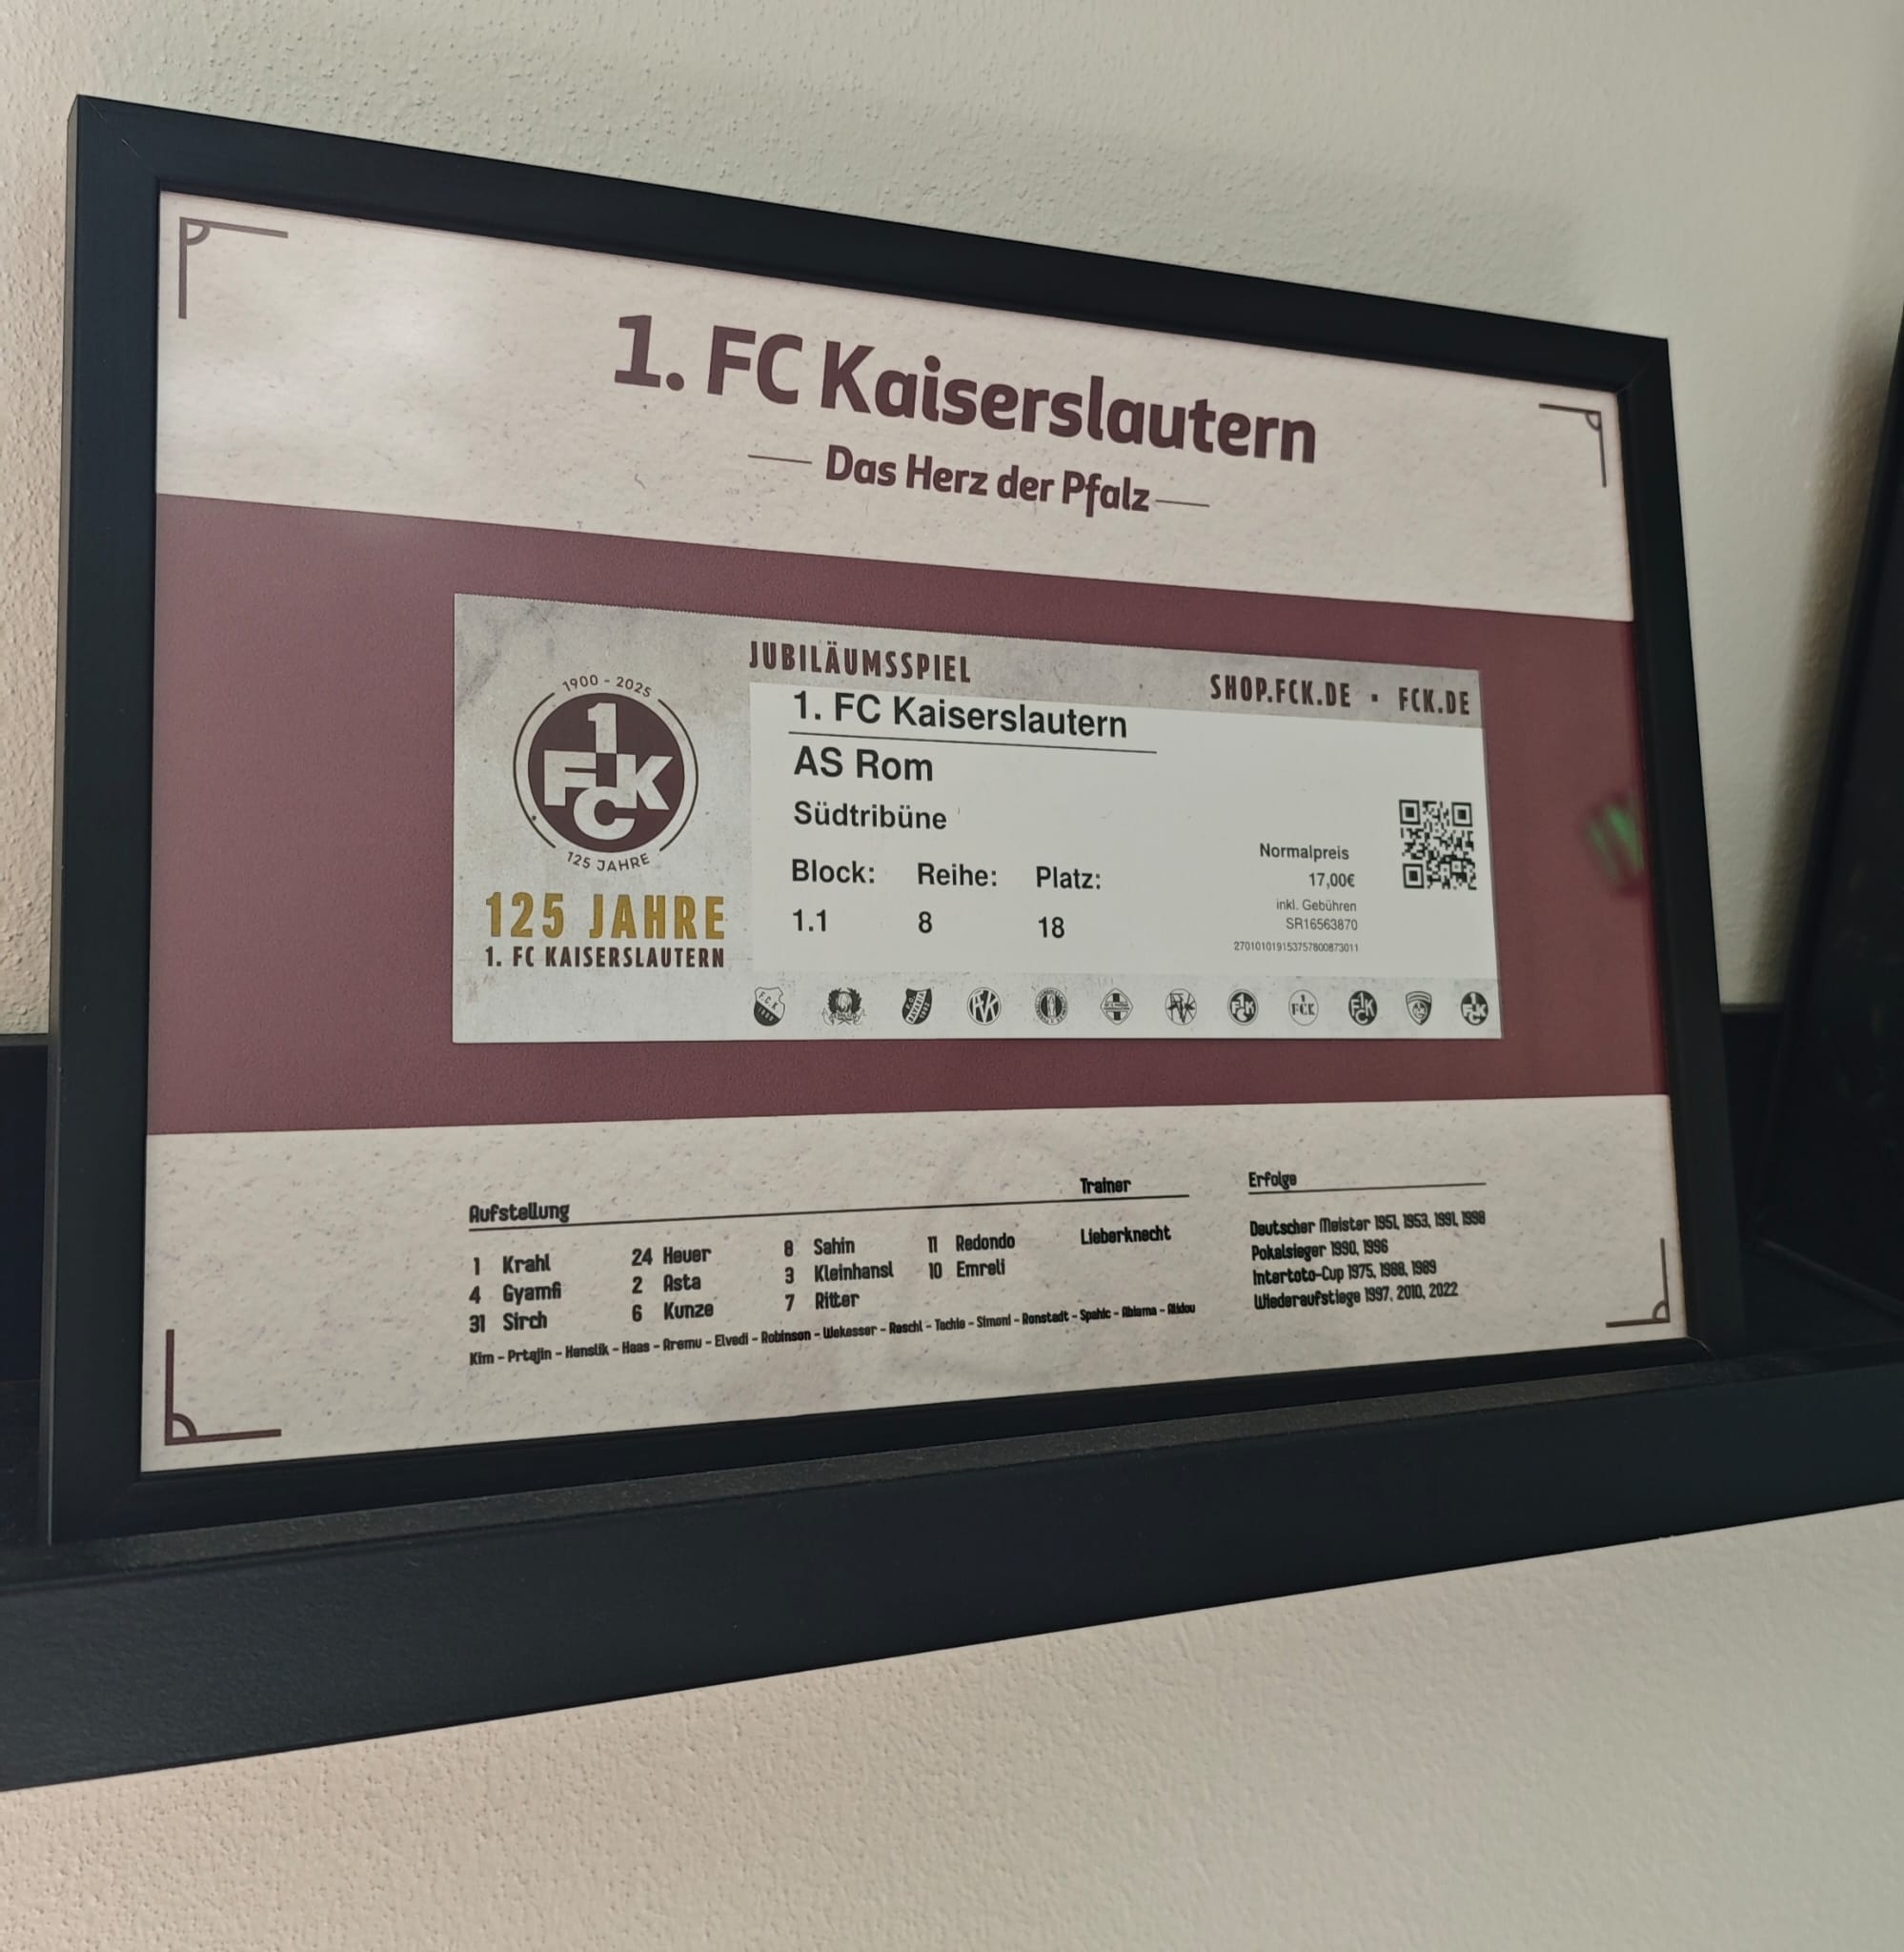 1. FC Kaiserslautern
Das Herz der Pfalz
JUBILÄUMSSPIEL
SHOP.FCK.DE · FCK.DE
1900 - 2025
1 FCK
125 JAHRE
125 JAHRE
1. FC KAISERSLAUTERN
1. FC Kaiserslautern
AS Rom
Südtribüne
Block: Reihe: Platz:
1.1 8 18
Normalpreis
17,00€
inkl. Gebühren
SR16563870
Aufstellung
Trainer
1 Krahl 24 Heuer 8 Sahin 11 Redondo Lieberknecht
4 Gyamfi 2 Asta 3 Kleinhansl 10 Emreli
31 Sirch 6 Kunze 7 Ritter
Kim - Prtajin - Henslik - Haas - Aremu - Elvedi - Robinson - Wekesser - Raschl - Tachie - Simoni - Ronstadt - Spahic - Abiama - Alidou
Erfolge
Deutscher Meister 1951, 1953, 1991, 1998
Pokalsieger 1990, 1996
Intertoto-Cup 1975, 1988, 1989
Wiederaufstiege 1997, 2010, 2022